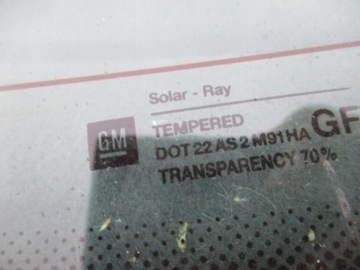 Solar - Ray
GM
TEMPERED
DOT 22 AS 2 M91 HA GF
TRANSPARENCY 70%